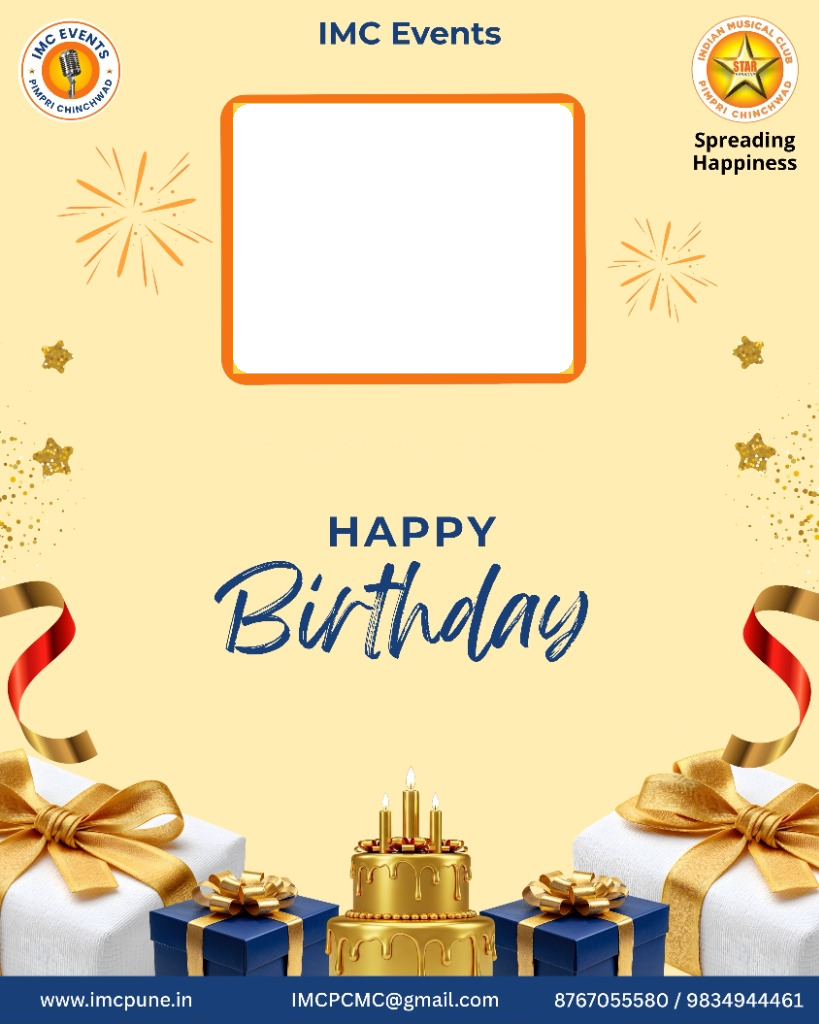 IMC Events
IMC EVENTS
PIMPRI CHINCHWAD
INDIAN MUSICAL CLUB
STAR
PIMPRI CHINCHWAD
Spreading
Happiness
HAPPY
Birthday
www.imcpune.in
IMCPCMC@gmail.com
8767055580 / 9834944461